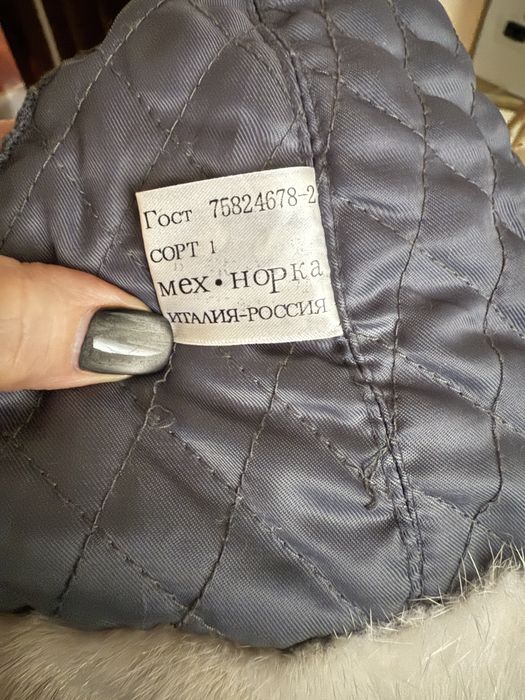 Гост 75824678-2
СОРТ 1
мех•норка
ИТАЛИЯ-РОССИЯ